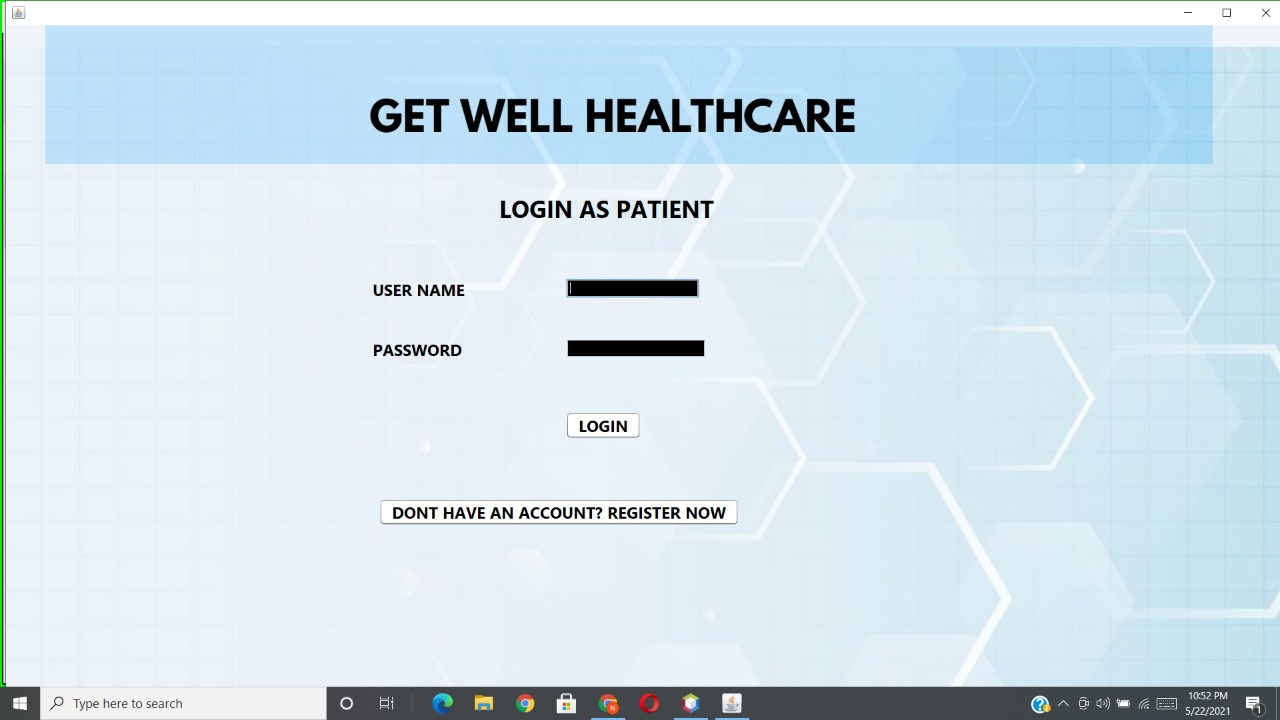 GET WELL HEALTHCARE
LOGIN AS PATIENT
USER NAME
PASSWORD
LOGIN
DONT HAVE AN ACCOUNT? REGISTER NOW
Type here to search
10:52 PM
5/22/2021
1